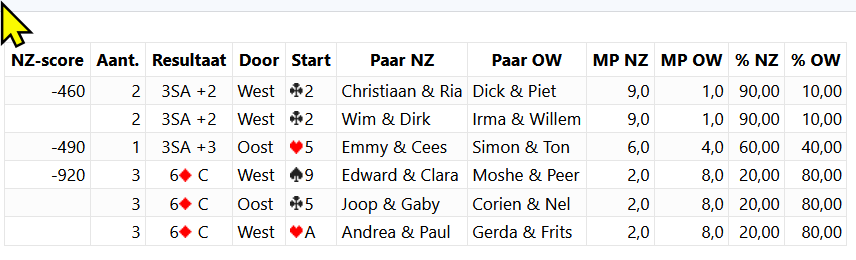 NZ-score Aant. Resultaat Door Start Paar NZ Paar OW MP NZ MP OW % NZ % OW
-460 2 3SA +2 West ♣2 Christiaan & Ria Dick & Piet 9,0 1,0 90,00 10,00
2 3SA +2 West ♣2 Wim & Dirk Irma & Willem 9,0 1,0 90,00 10,00
-490 1 3SA +3 Oost ♥5 Emmy & Cees Simon & Ton 6,0 4,0 60,00 40,00
-920 3 6♦ C West ♠9 Edward & Clara Moshe & Peer 2,0 8,0 20,00 80,00
3 6♦ C Oost ♣5 Joop & Gaby Corien & Nel 2,0 8,0 20,00 80,00
3 6♦ C West ♥A Andrea & Paul Gerda & Frits 2,0 8,0 20,00 80,00